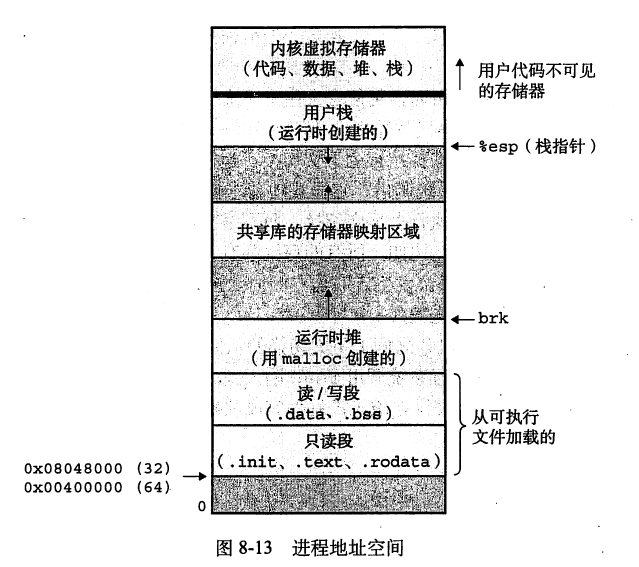 内核虚拟存储器
(代码、数据、堆、栈)
用户代码不可见
的存储器
用户栈
(运行时创建的)
%esp(栈指针)
共享库的存储器映射区域
brk
运行时堆
(用 malloc 创建的)
读/写段
(.data、.bss)
从可执行
文件加载的
只读段
(.init、.text、.rodata)
0x08048000 (32)
0x00400000 (64)
0
图 8-13 进程地址空间